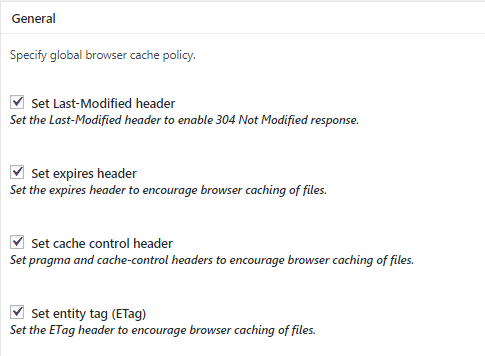 General
Specify global browser cache policy.
Set Last-Modified header
Set the Last-Modified header to enable 304 Not Modified response.
Set expires header
Set the expires header to encourage browser caching of files.
Set cache control header
Set pragma and cache-control headers to encourage browser caching of files.
Set entity tag (ETag)
Set the ETag header to encourage browser caching of files.